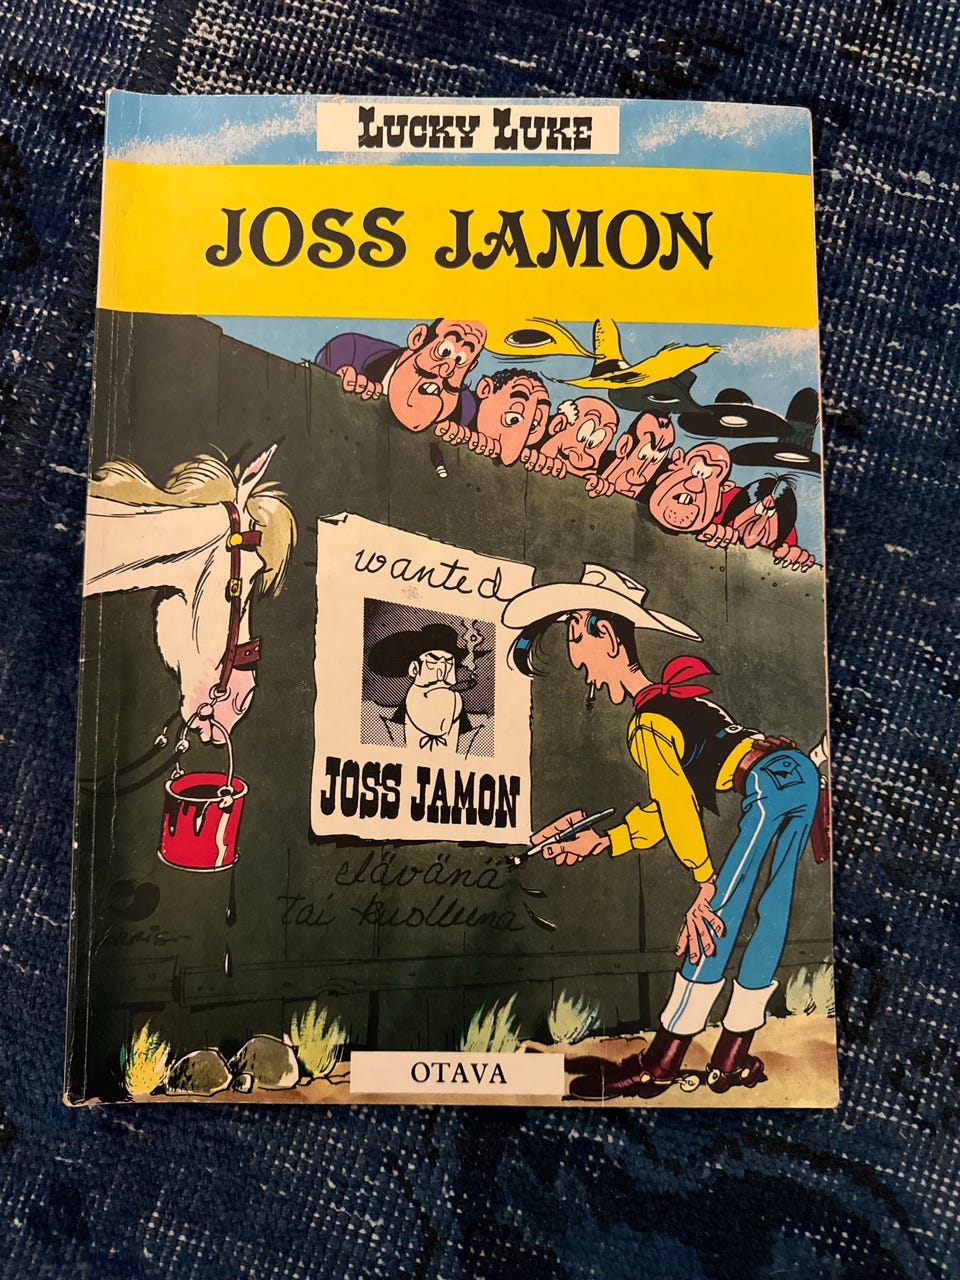 LUCKY LUKE
JOSS JAMON
wanted
JOSS JAMON
elävänä
tai kuolleena
OTAVA